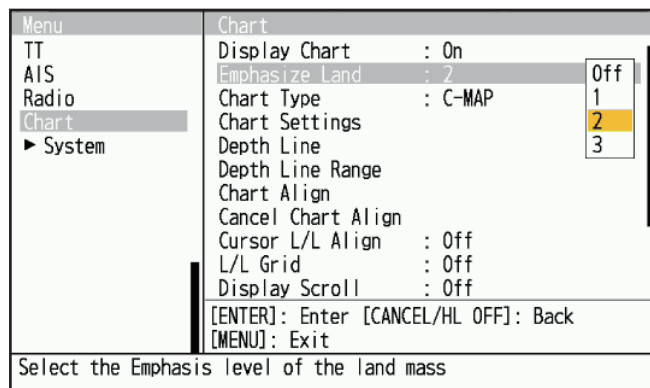 Menu
TT
AIS
Radio
Chart
► System
Chart
Display Chart : On
Emphasize Land : 2
Chart Type : C-MAP
Chart Settings
Depth Line
Depth Line Range
Chart Align
Cancel Chart Align
Cursor L/L Align : Off
L/L Grid : Off
Display Scroll : Off
Off
1
2
3
[ENTER]: Enter [CANCEL/HL OFF]: Back
[MENU]: Exit
Select the Emphasis level of the land mass